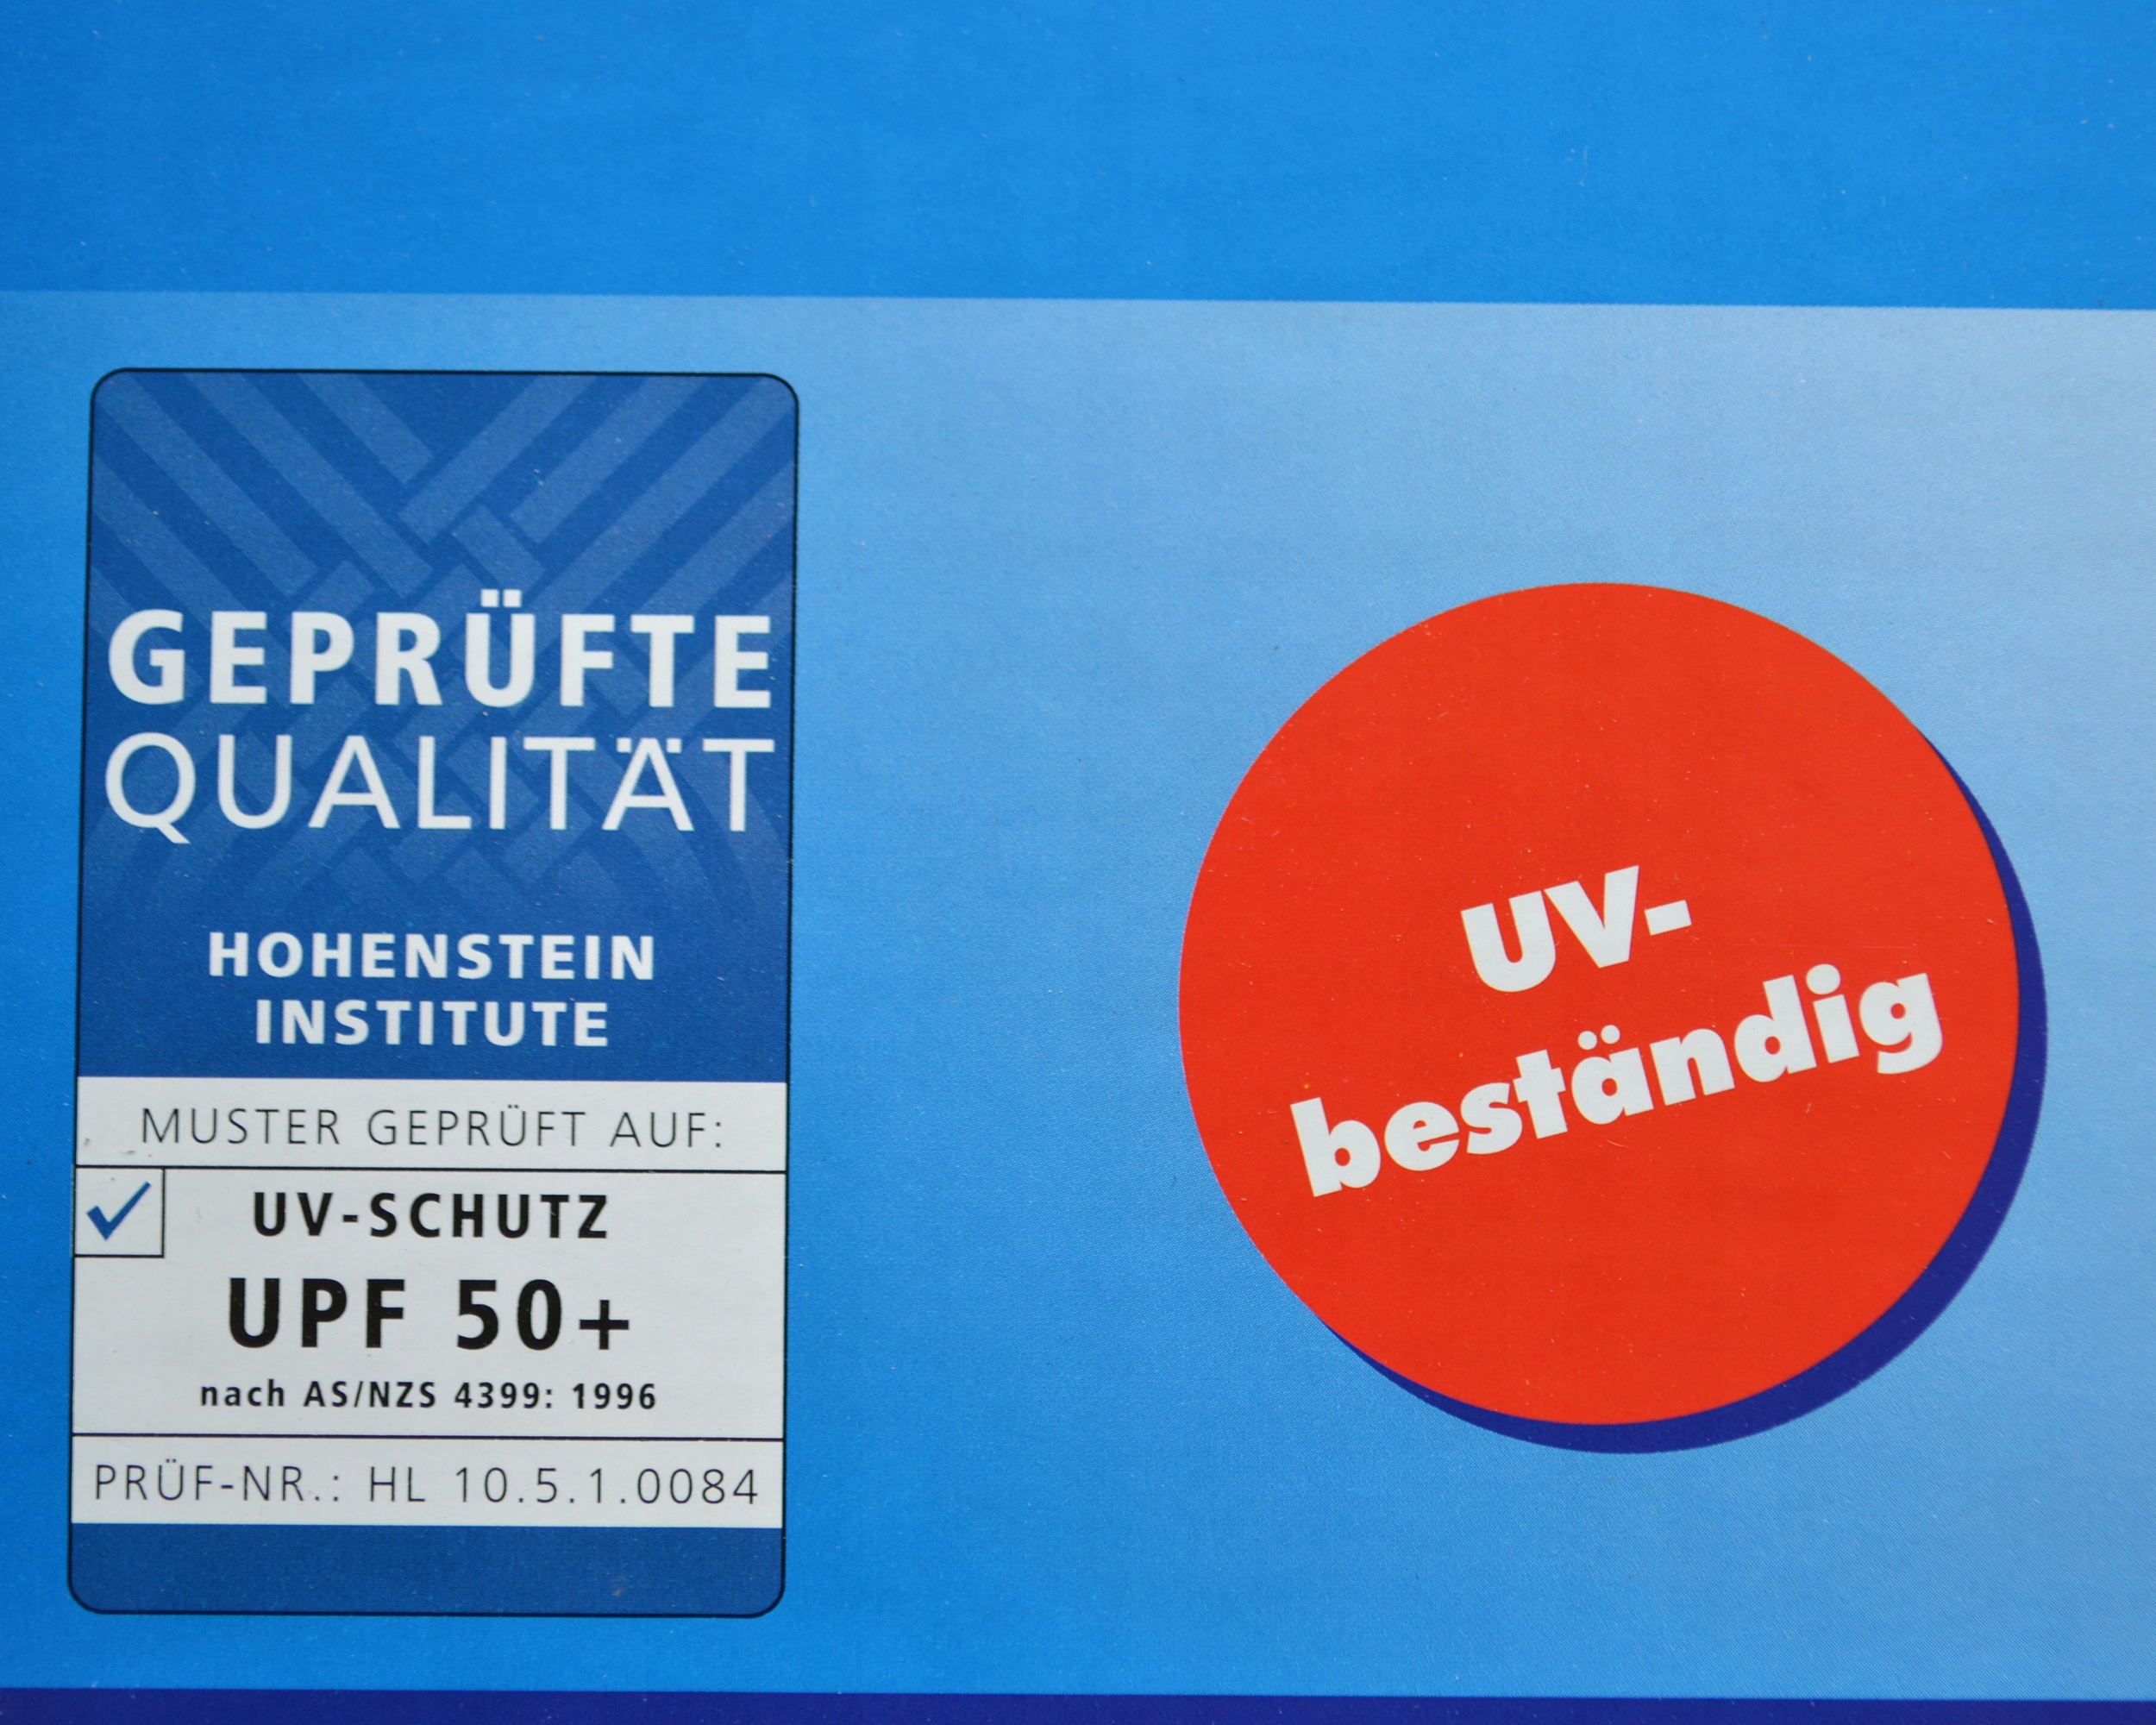 GEPRÜFTE
QUALITÄT
HOHENSTEIN
INSTITUTE
MUSTER GEPRÜFT AUF:
UV-SCHUTZ
UPF 50+
nach AS/NZS 4399: 1996
PRÜF-NR.: HL 10.5.1.0084
UV-
beständig